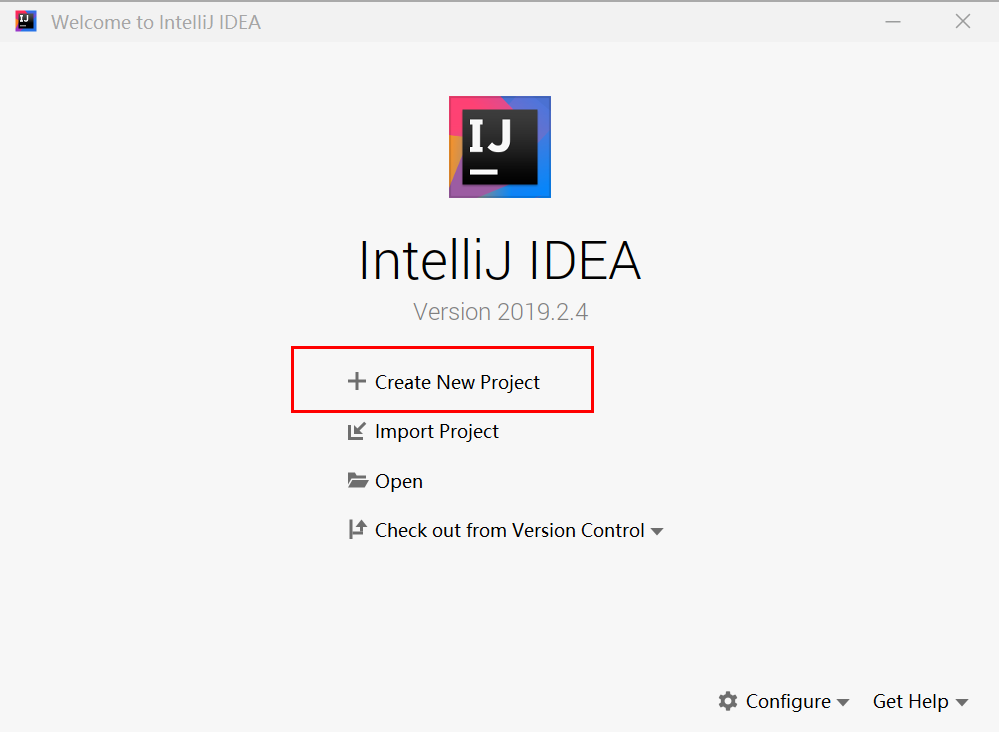 IJ Welcome to IntelliJ IDEA
IJ
IntelliJ IDEA
Version 2019.2.4
Create New Project
Import Project
Open
Check out from Version Control
Configure Get Help